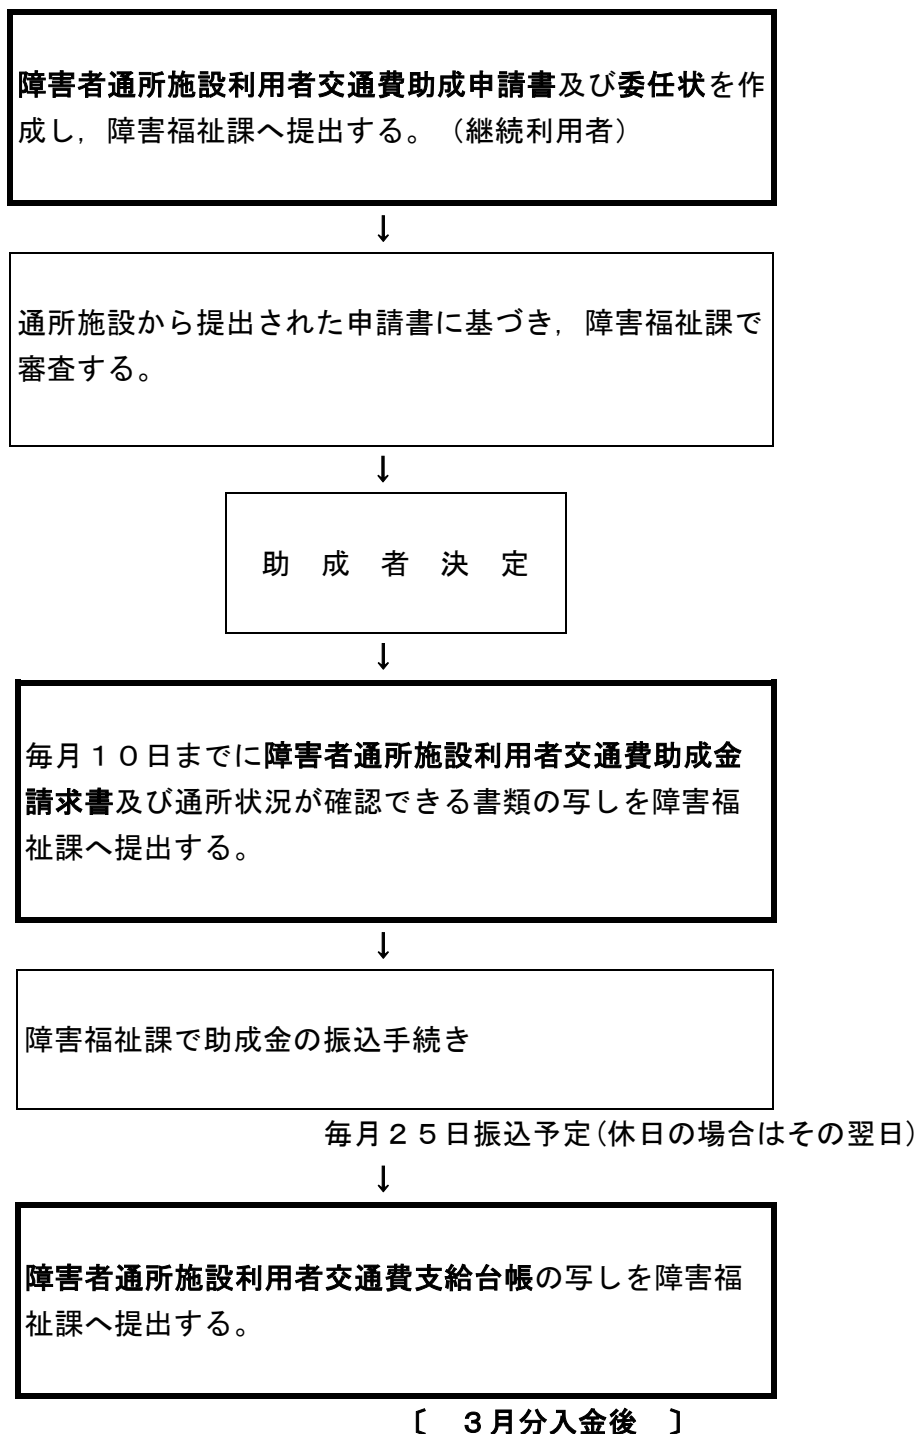 障害者通所施設利用者交通費助成申請書及び委任状を作
成し，障害福祉課へ提出する。（継続利用者）
↓
通所施設から提出された申請書に基づき，障害福祉課で
審査する。
↓
助　成　者　決　定
↓
毎月１０日までに障害者通所施設利用者交通費助成金
請求書及び通所状況が確認できる書類の写しを障害福
祉課へ提出する。
↓
障害福祉課で助成金の振込手続き
毎月２５日振込予定(休日の場合はその翌日)
↓
障害者通所施設利用者交通費支給台帳の写しを障害福
祉課へ提出する。
〔　３月分入金後　〕